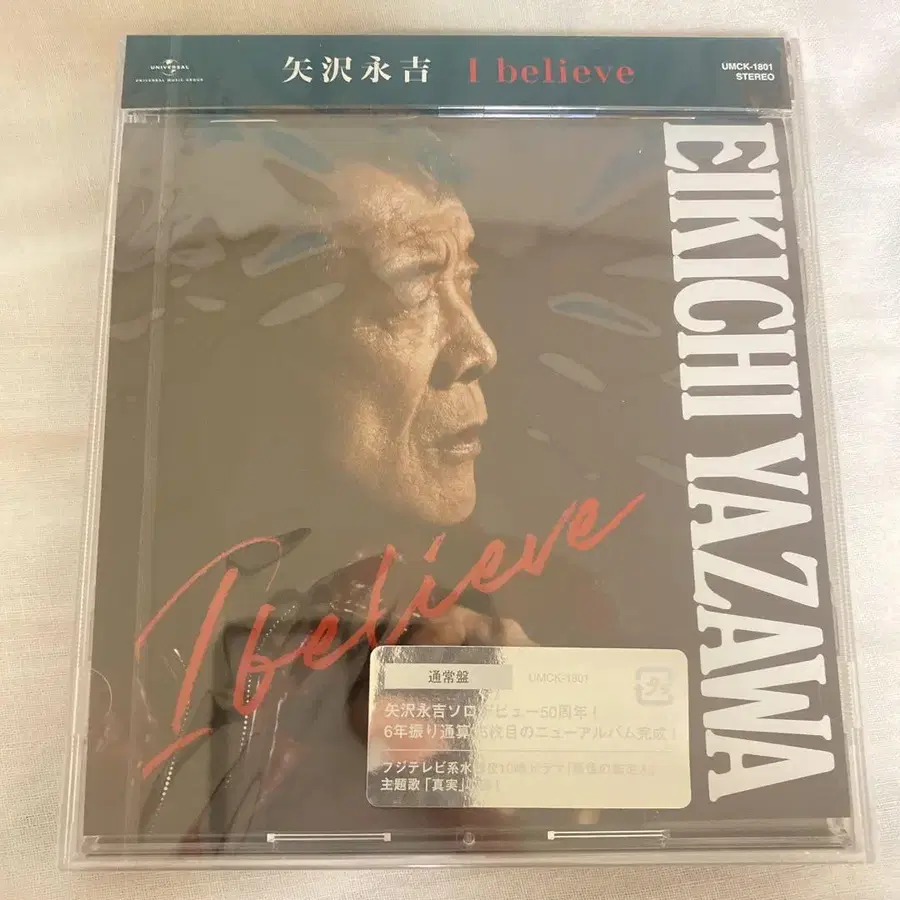 UNIVERSAL
UNIVERSAL MUSIC GROUP
矢沢永吉 I believe
UMCK-1801
STEREO
EIKICHI YAZAWA
I believe
通常盤 UMCK-1801
矢沢永吉ソロデビュー50周年！
6年振り通算 5枚目のニューアルバム完成！
フジテレビ系水 10時ドラマ
主題歌「真実」